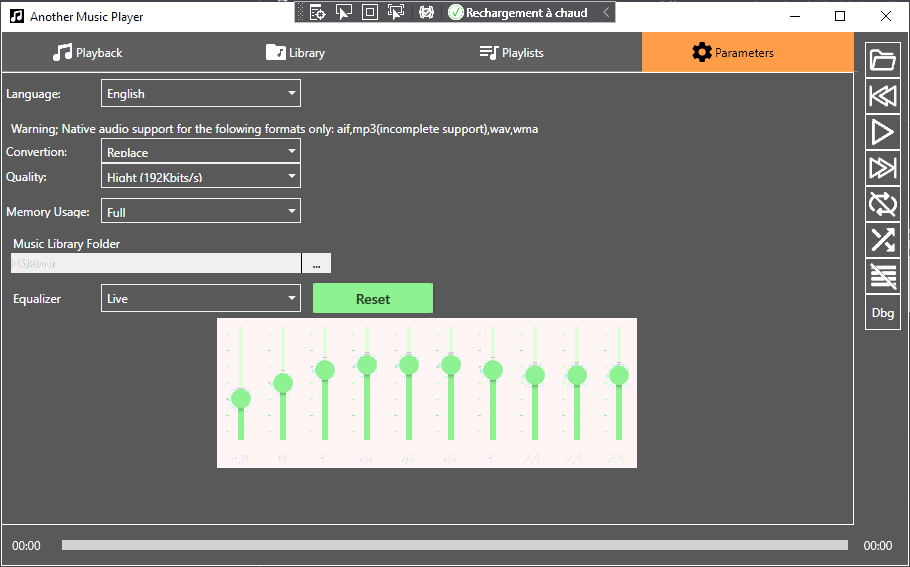 Another Music Player
Rechargement à chaud
Playback
Library
Playlists
Parameters
Language:
English
Warning; Native audio support for the folowing formats only: aif,mp3(incomplete support),wav,wma
Convertion:
Replace
Quality:
Hight (192Kbits/s)
Memory Usage:
Full
Music Library Folder
...
Equalizer
Live
Reset
Dbg
00:00
00:00